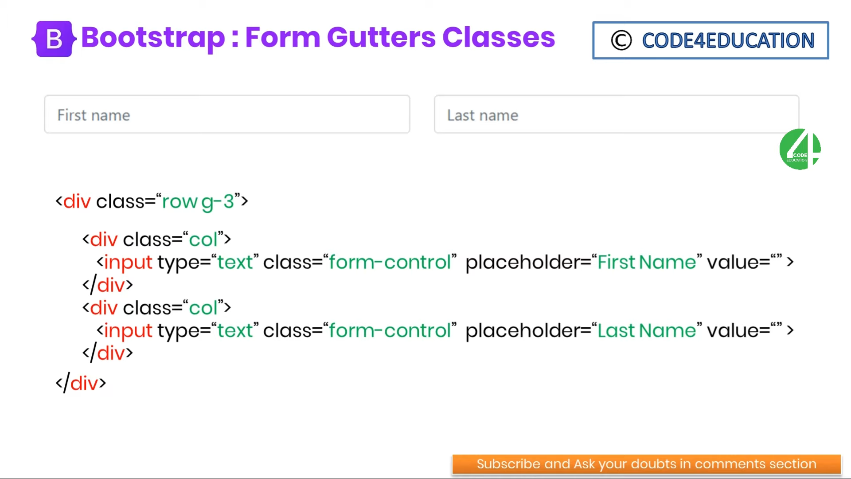 B Bootstrap : Form Gutters Classes
© CODE4EDUCATION
First name
Last name
4 CODE EDUCATION
<div class=“row g-3”>
<div class=“col”>
<input type=“text” class=“form-control” placeholder=“First Name” value=“” >
</div>
<div class=“col”>
<input type=“text” class=“form-control” placeholder=“Last Name” value=“” >
</div>
</div>
Subscribe and Ask your doubts in comments section